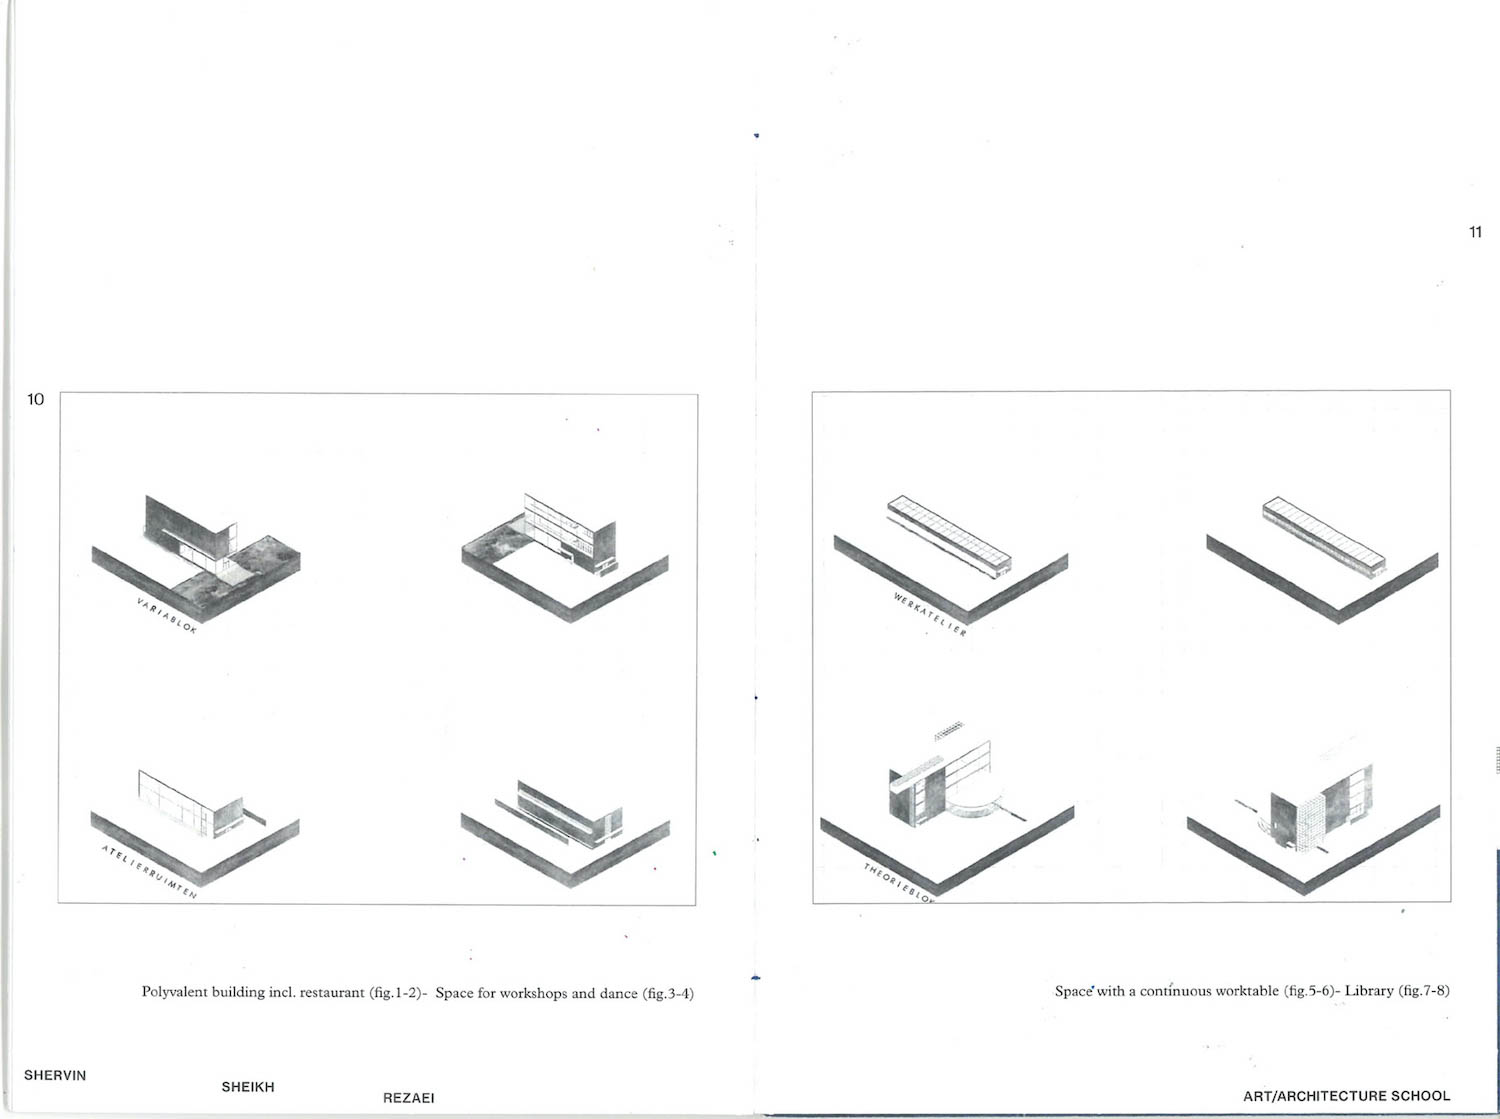 10
VARIABLOK
ATELIERRUIMTEN
Polyvalent building incl. restaurant (fig.1-2)- Space for workshops and dance (fig.3-4)
SHERVIN
SHEIKH
REZAEI
11
WERKATELIER
THEORIEBLOK
Space with a continuous worktable (fig.5-6)- Library (fig.7-8)
ART/ARCHITECTURE SCHOOL